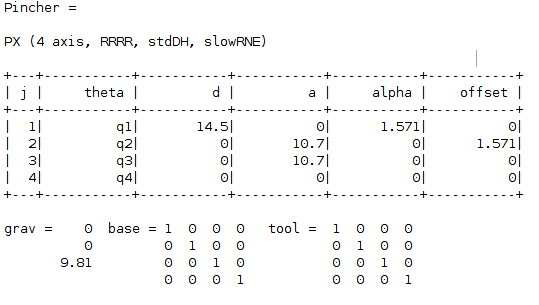 Pincher =
PX (4 axis, RRRR, stdDH, slowRNE)
+---+-----------+-----------+-----------+-----------+-----------+
| j |     theta |         d |         a |     alpha |    offset |
+---+-----------+-----------+-----------+-----------+-----------+
|  1|         q1|       14.5|          0|      1.571|          0|
|  2|         q2|          0|       10.7|          0|      1.571|
|  3|         q3|          0|       10.7|          0|          0|
|  4|         q4|          0|          0|          0|          0|
+---+-----------+-----------+-----------+-----------+-----------+
grav =    0  base = 1  0  0  0   tool =  1  0  0  0
          0         0  1  0  0           0  1  0  0
       9.81         0  0  1  0           0  0  1  0
                    0  0  0  1           0  0  0  1